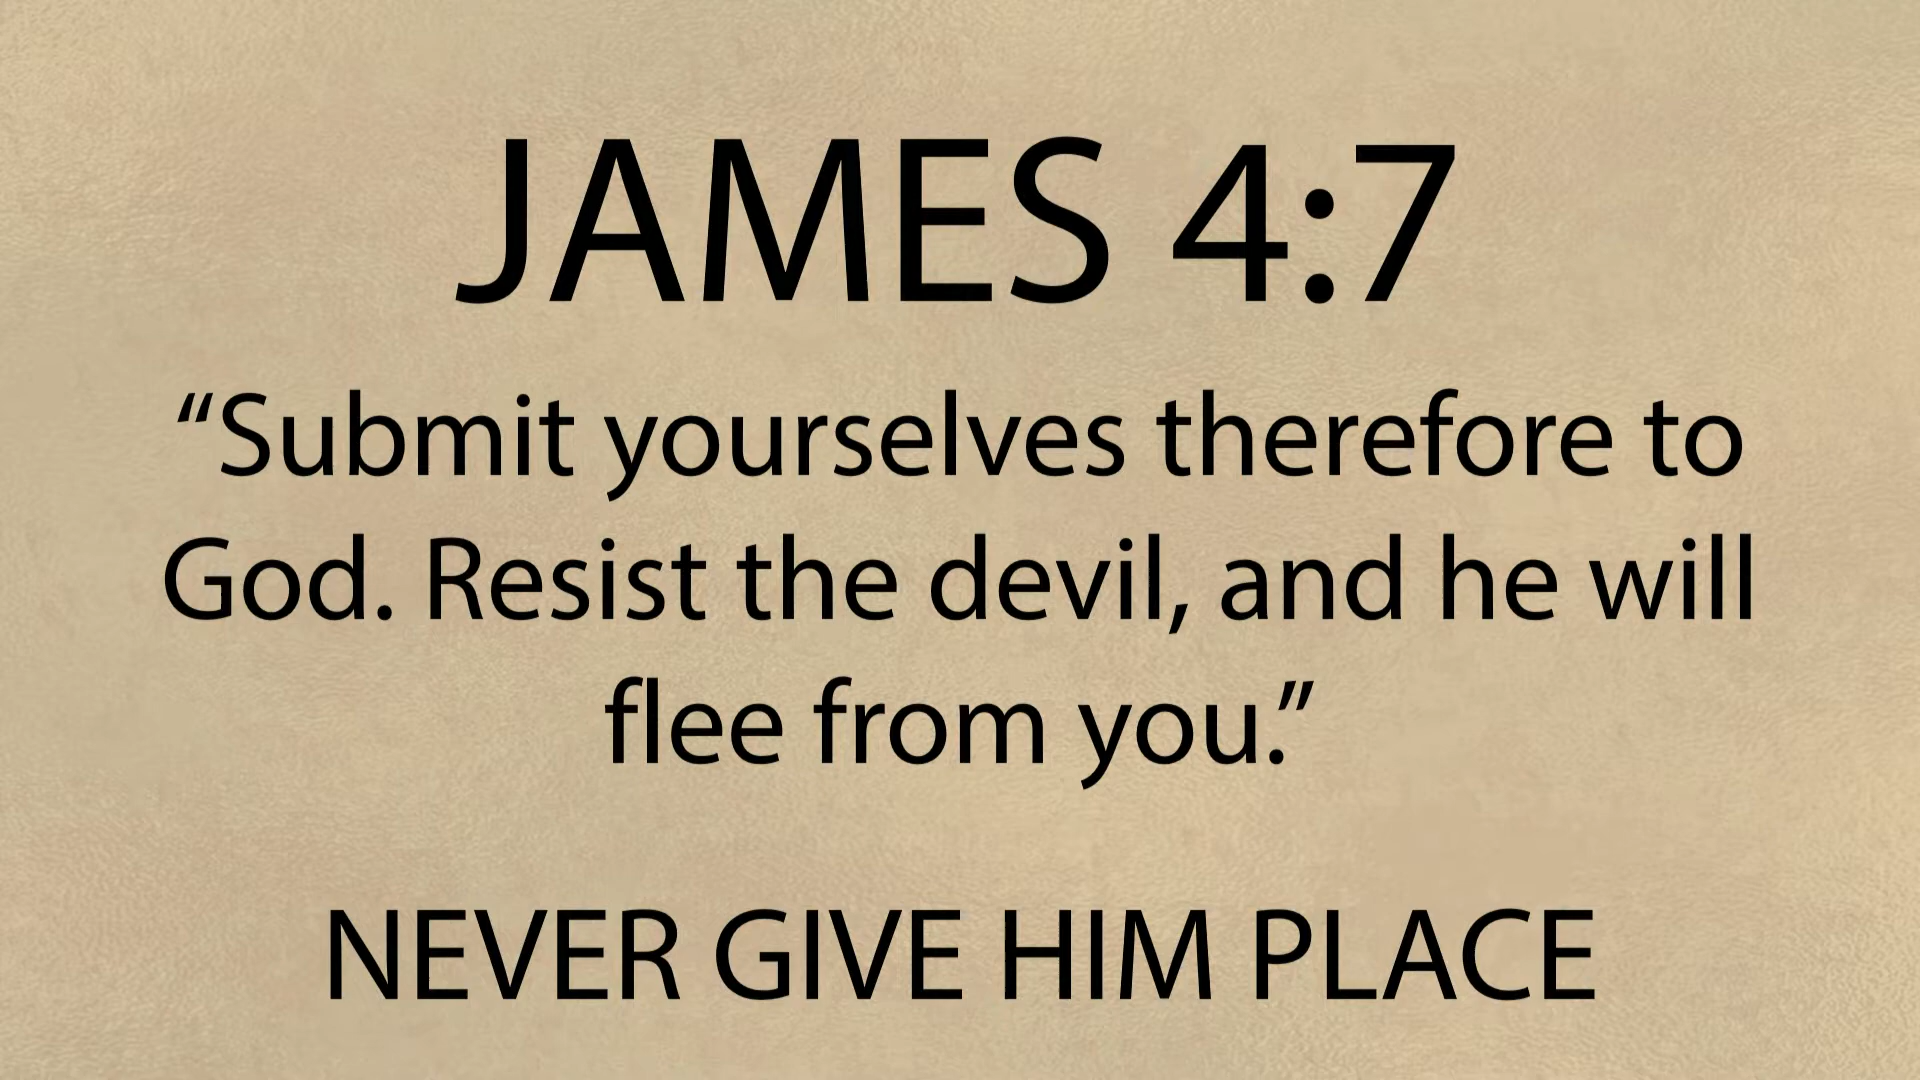 JAMES 4:7
“Submit yourselves therefore to
God. Resist the devil, and he will
flee from you.”
NEVER GIVE HIM PLACE